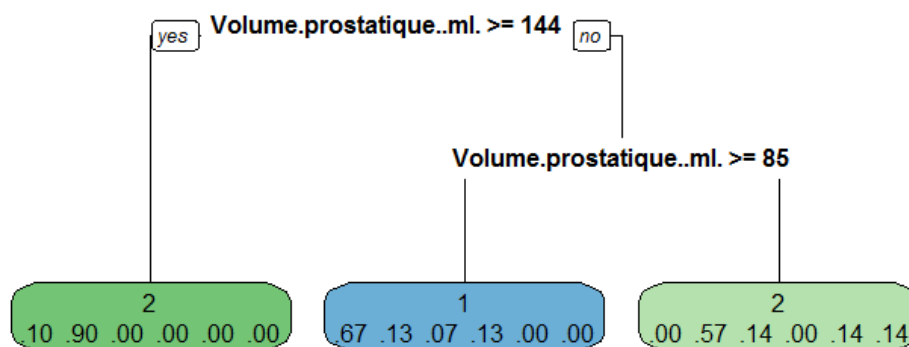 yes Volume.prostatique..ml. >= 144 no
Volume.prostatique..ml. >= 85
2
.10 .90 .00 .00 .00 .00
1
.67 .13 .07 .13 .00 .00
2
.00 .57 .14 .00 .14 .14